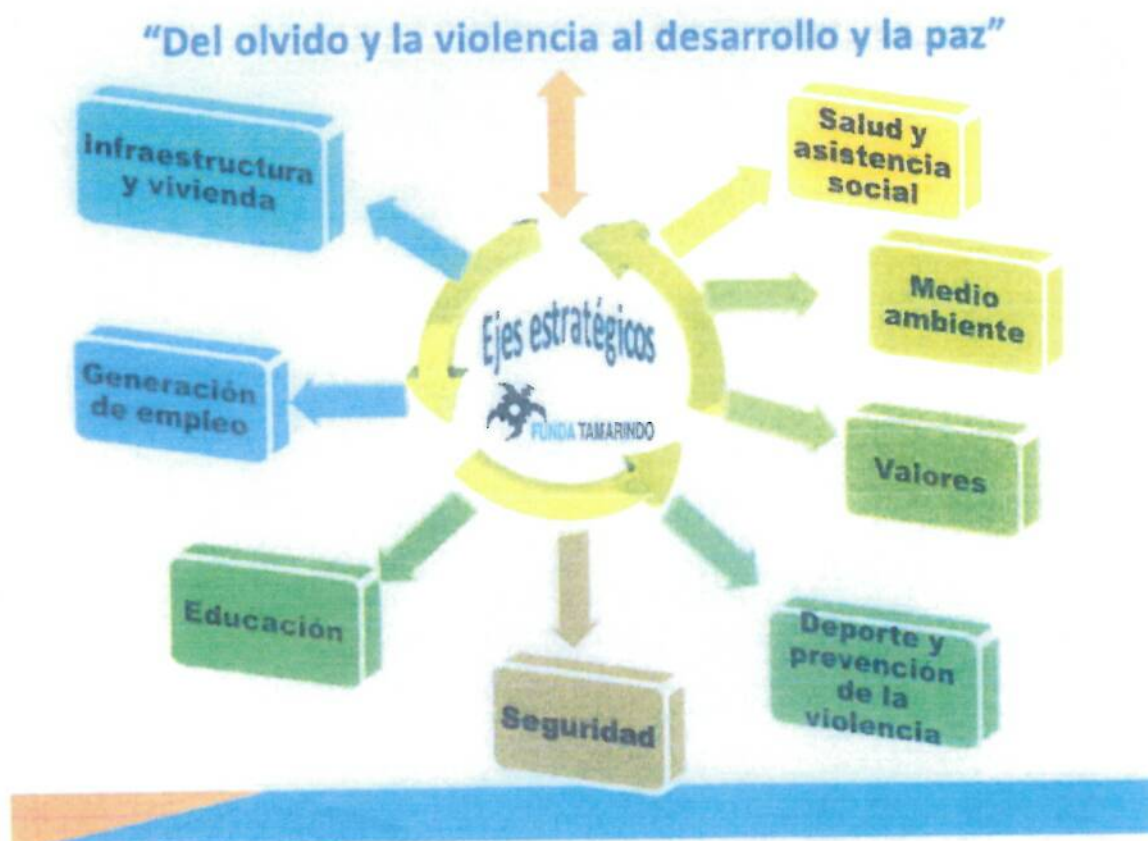 “Del olvido y la violencia al desarrollo y la paz”
Infraestructura
y vivienda
Salud y
asistencia
social
Medio
ambiente
Ejes estratégicos
FUNDA TAMARINDO
Generación
de empleo
Valores
Educación
Deporte y
prevención
de la
violencia
Seguridad